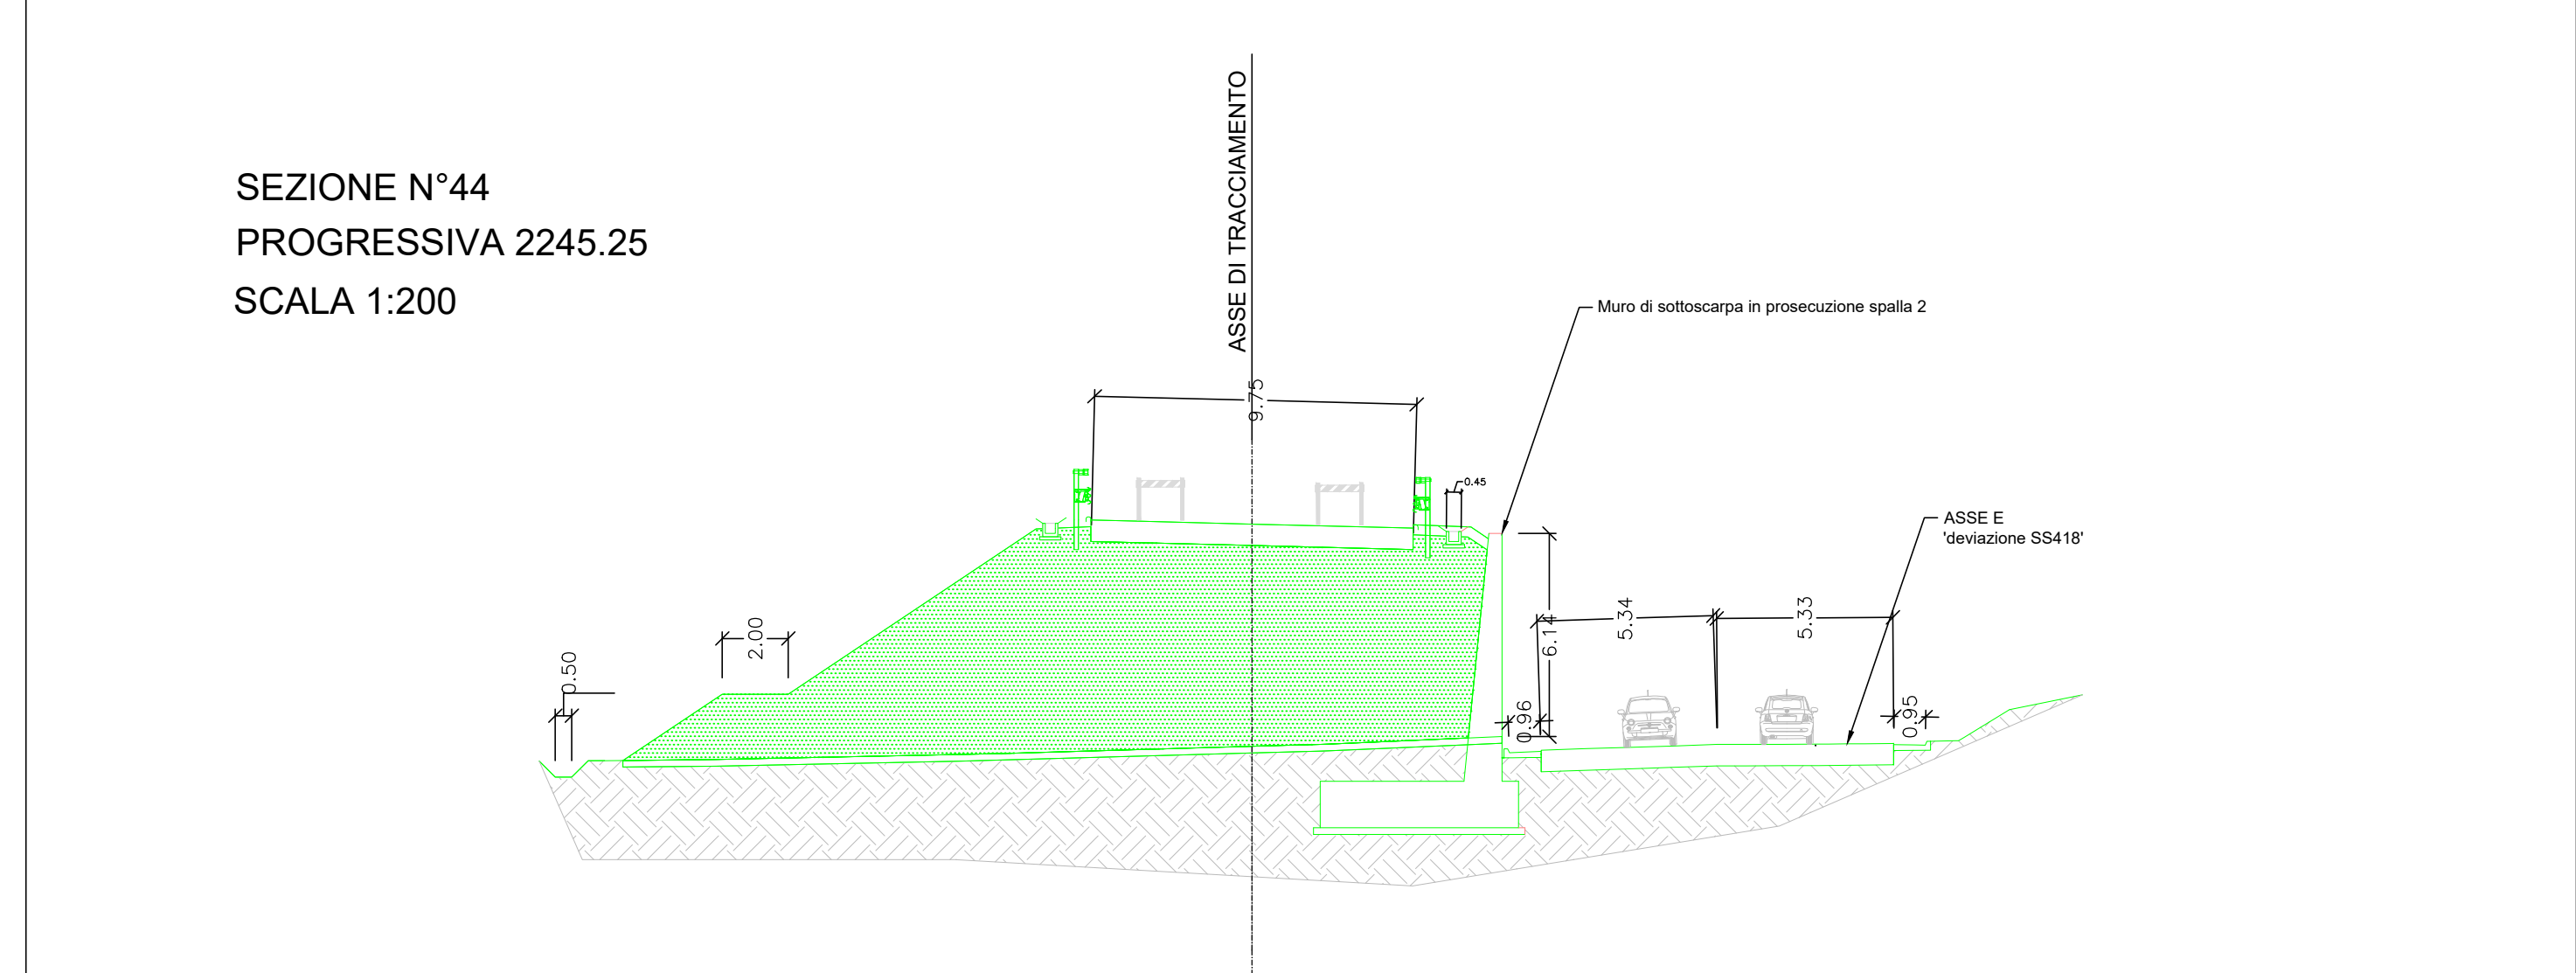 SEZIONE N°44
PROGRESSIVA 2245.25
SCALA 1:200
ASSE DI TRACCIAMENTO
Muro di sottoscarpa in prosecuzione spalla 2
9.75
0.45
ASSE E
'deviazione SS418'
5.34
5.33
6.14
2.00
0.50
0.96
0.95